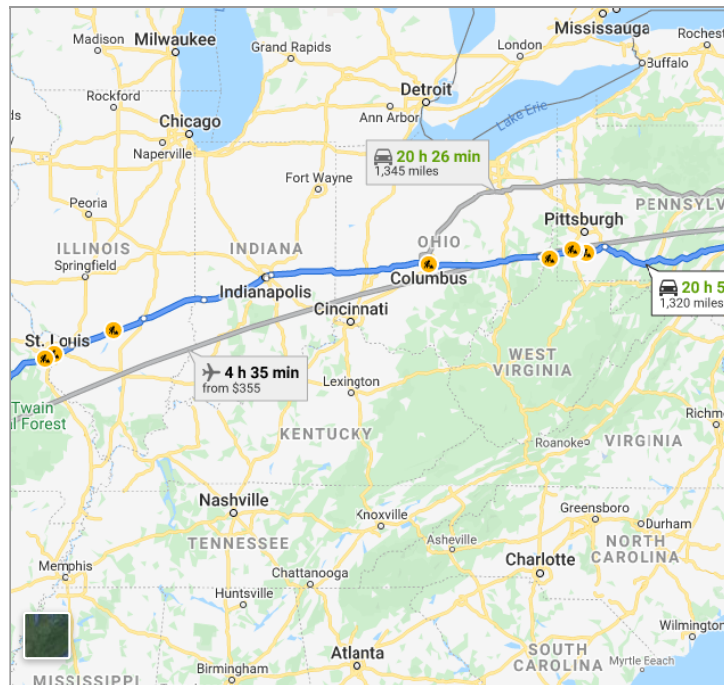 Mississauga
Madison
Milwaukee
Grand Rapids
London
Rochest
Buffalo
Rockford
Detroit
Ann Arbor
Lake Erie
ds
Chicago
Naperville
20 h 26 min
1,345 miles
Fort Wayne
PENNSYLV
Peoria
Pittsburgh
ILLINOIS
INDIANA
OHIO
Springfield
Columbus
Indianapolis
20 h 5
1,320 miles
Cincinnati
St. Louis
4 h 35 min
from $355
WEST
VIRGINIA
Lexington
Twain
al Forest
Richm
KENTUCKY
Roanoke
VIRGINIA
Nashville
Knoxville
Greensboro
Durham
TENNESSEE
Asheville
NORTH
CAROLINA
Charlotte
Memphis
Chattanooga
Huntsville
Wilmington
Atlanta
SOUTH
CAROLINA
Birmingham
Myrtle Beach
MISSISSIPPI